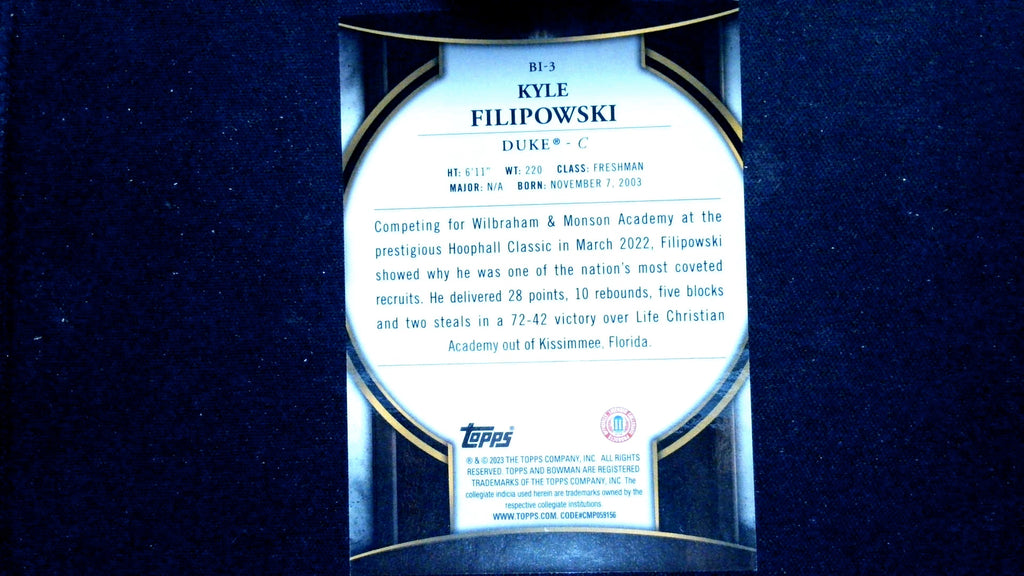 BI-3
KYLE
FILIPOWSKI
DUKE® - C
HT: 6'11" WT: 220 CLASS: FRESHMAN
MAJOR: N/A BORN: NOVEMBER 7, 2003
Competing for Wilbraham & Monson Academy at the
prestigious Hoophall Classic in March 2022, Filipowski
showed why he was one of the nation's most coveted
recruits. He delivered 28 points, 10 rebounds, five blocks
and two steals in a 72-42 victory over Life Christian
Academy out of Kissimmee, Florida.
Topps®
® & © 2023 THE TOPPS COMPANY, INC. ALL RIGHTS
RESERVED. TOPPS AND BOWMAN ARE REGISTERED
TRADEMARKS OF THE TOPPS COMPANY, INC. The
collegiate indicia used herein are trademarks owned by the
respective collegiate institutions.
WWW.TOPPS.COM. CODE#CMP059156